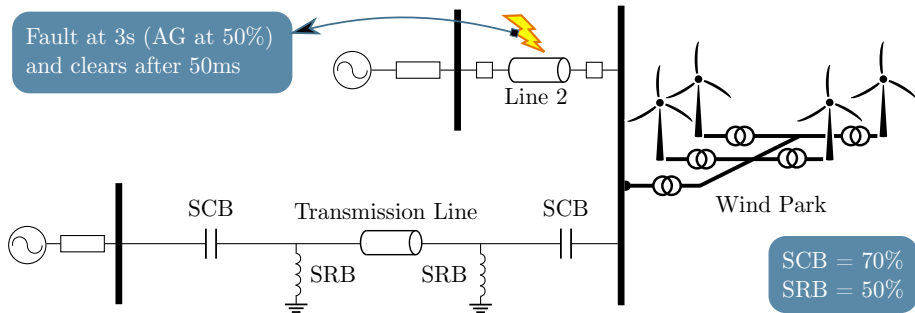 Fault at 3s (AG at 50%)
and clears after 50ms
Line 2
SCB
Transmission Line
SCB
Wind Park
SRB
SRB
SCB = 70%
SRB = 50%